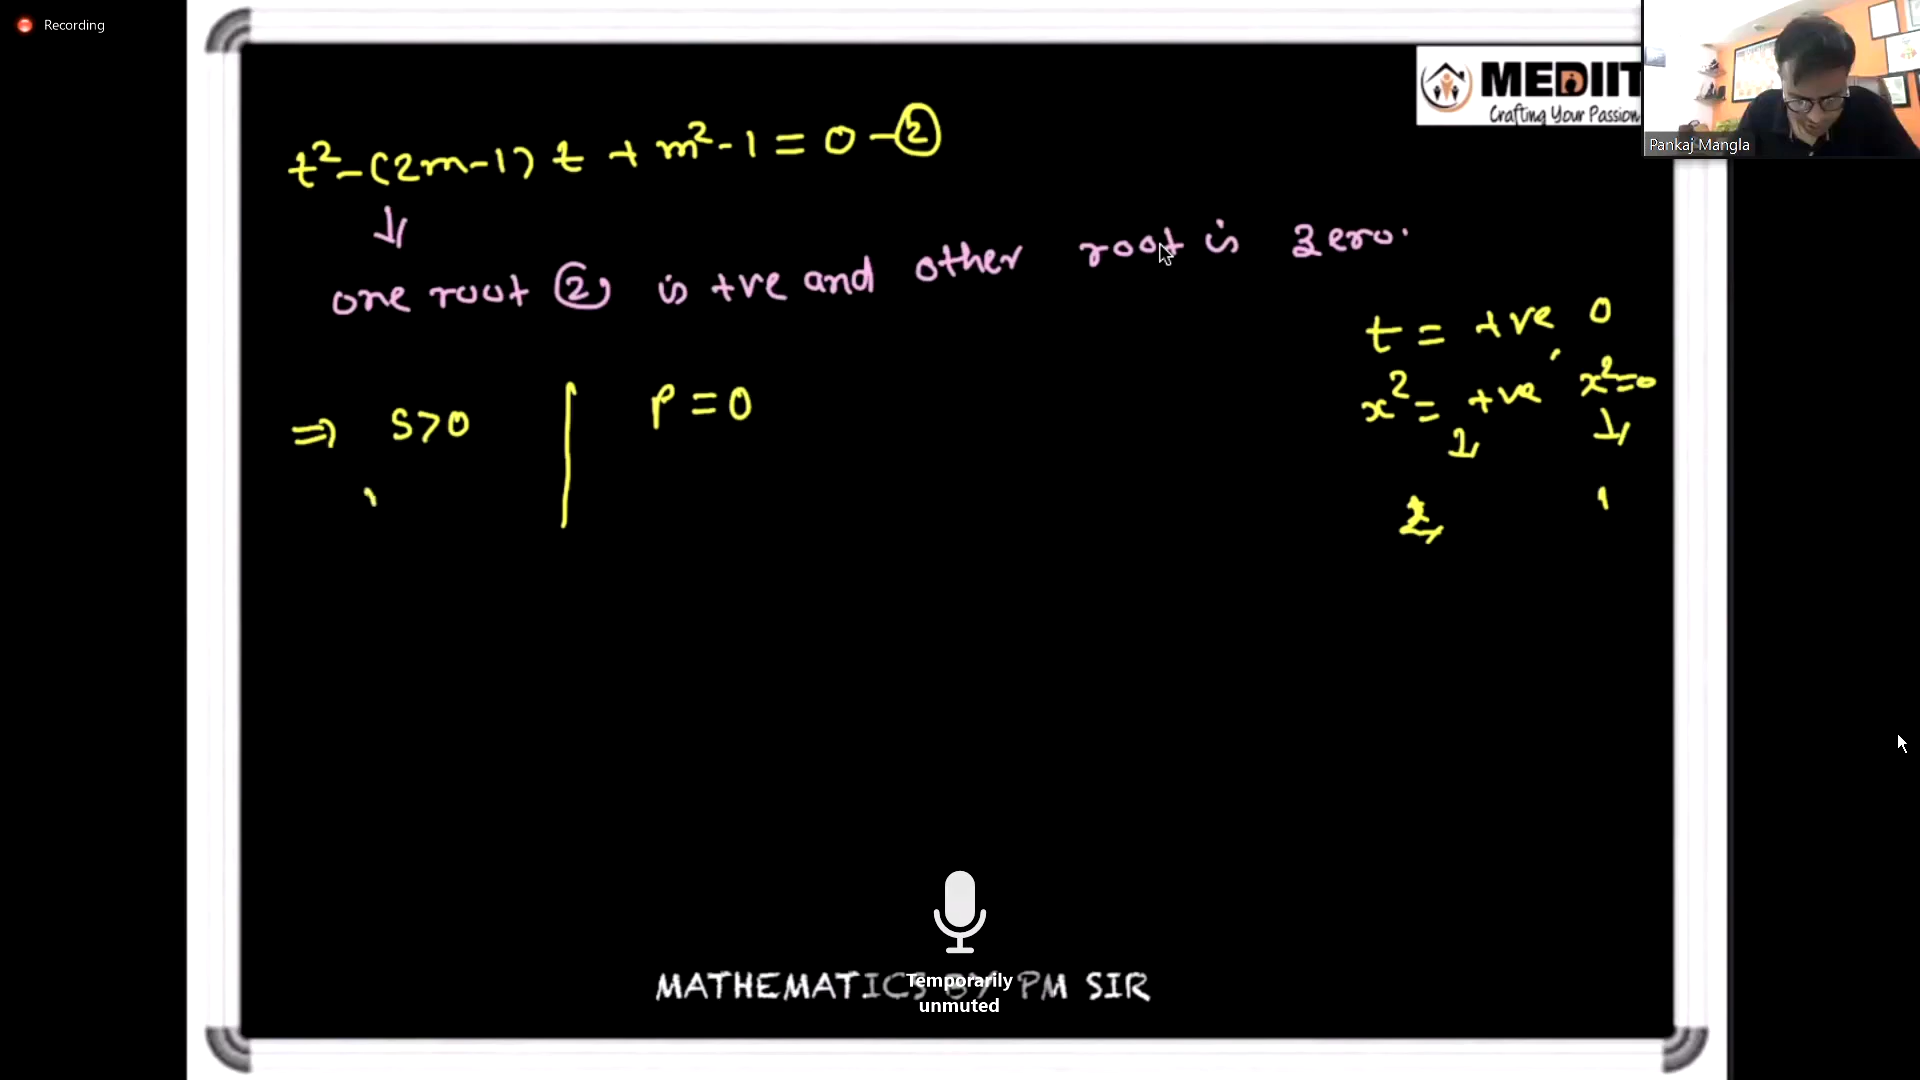 Recording
MEDIIT
Crafting Your Passion
Pankaj Mangla
t² - (2m-1) t + m² - 1 = 0 - ②
↓
one root ② is +ve and other root is zero.
t = +ve, 0
x² = +ve x² = 0
⇒ S>0 | P = 0
2 1
Temporarily
unmuted
MATHEMATICS BY PM SIR